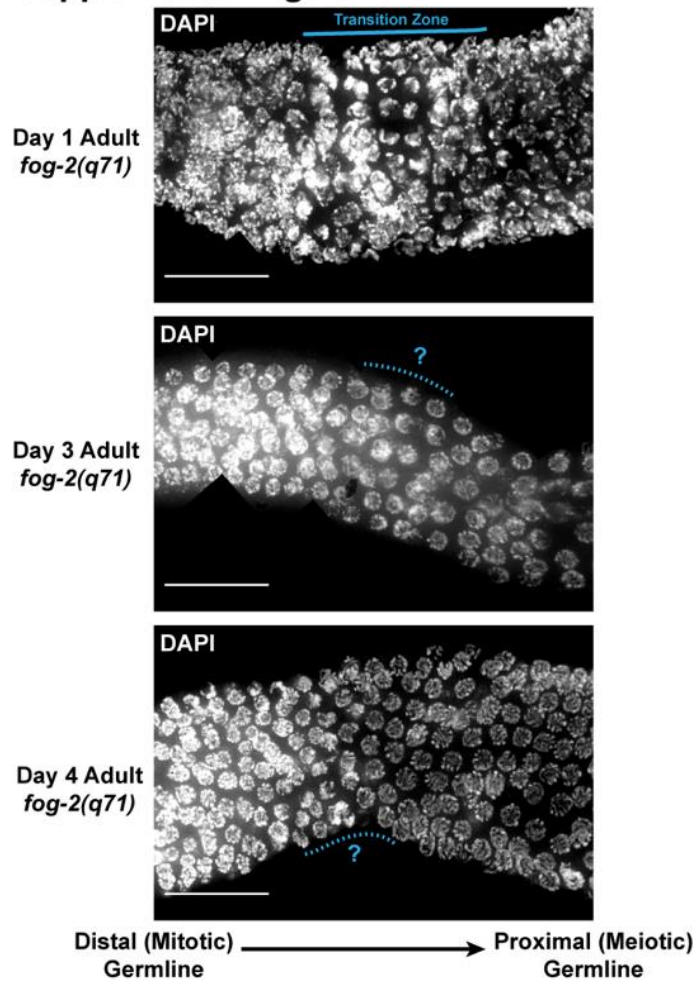 DAPI
Transition Zone
Day 1 Adult
fog-2(q71)
DAPI
?
Day 3 Adult
fog-2(q71)
DAPI
?
Day 4 Adult
fog-2(q71)
Distal (Mitotic)
Germline
Proximal (Meiotic)
Germline